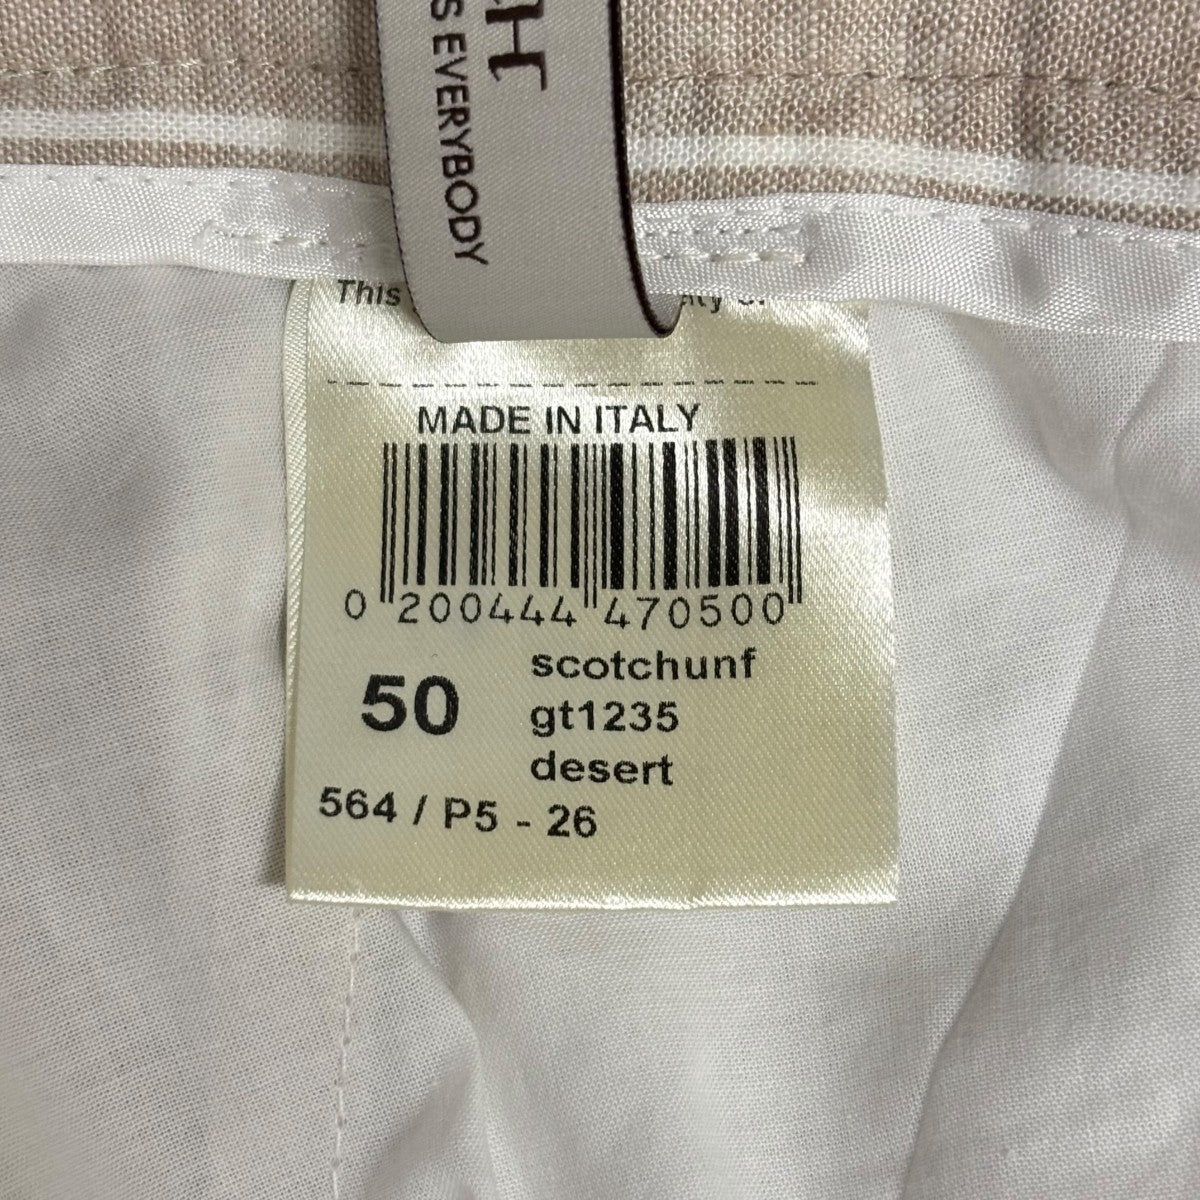 S EVERYBODY
This
MADE IN ITALY
0 200444 470500
50
scotchunf
gt1235
desert
564 / P5 - 26